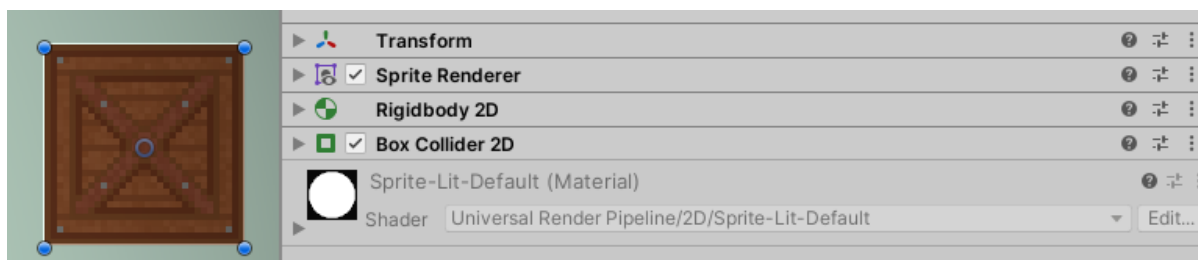 Transform
Sprite Renderer
Rigidbody 2D
Box Collider 2D
Sprite-Lit-Default (Material)
Shader Universal Render Pipeline/2D/Sprite-Lit-Default Edit...